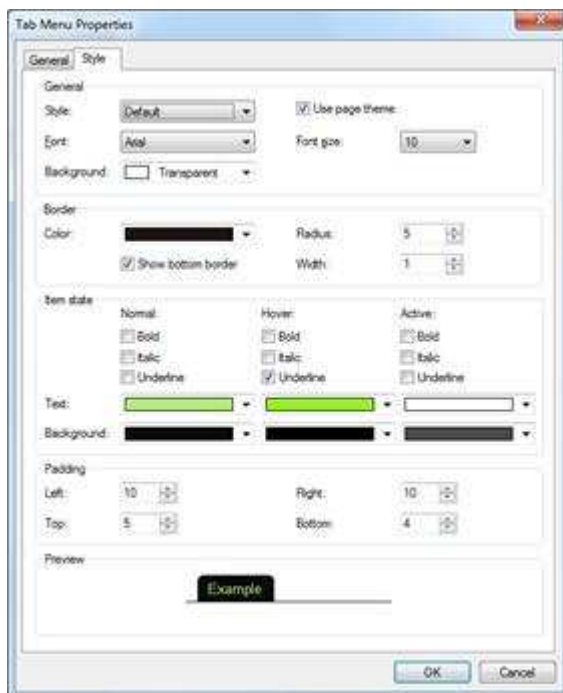 Tab Menu Properties
General Style
General
Style: Default Use page theme
Font: Arial Font size: 10
Background: Transparent
Border
Color: Radius: 5
Show bottom border Width: 1
Item state
Normal: Hover: Active:
Bold Bold Bold
Italic Italic Italic
Underline Underline Underline
Text:
Background:
Padding
Left: 10 Right: 10
Top: 5 Bottom: 4
Preview
Example
OK Cancel